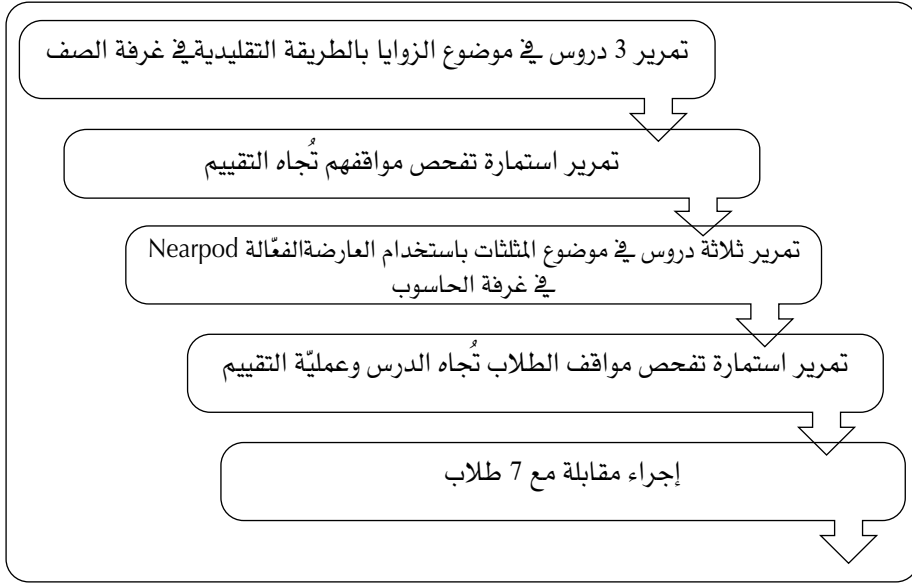 تمرير 3 دروس في موضوع الزوايا بالطريقة التقليديةفي غرفة الصف
تمرير استمارة تفحص مواقفهم تُجاه التقييم
تمرير ثلاثة دروس في موضوع المثلثات باستخدام العارضةالفعّالة Nearpod
في غرفة الحاسوب
تمرير استمارة تفحص مواقف الطلاب تُجاه الدرس وعمليّة التقييم
إجراء مقابلة مع 7 طلاب